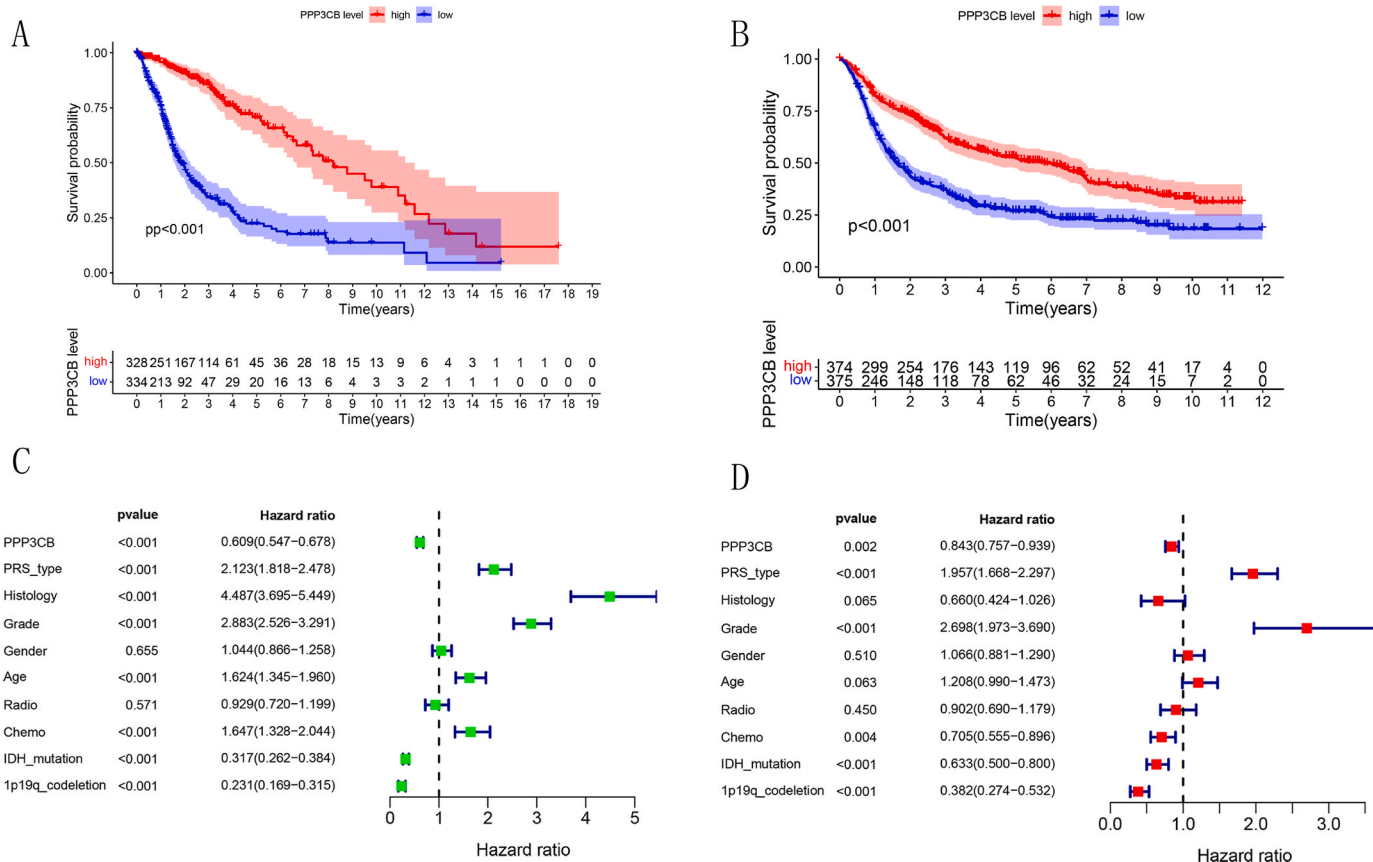 A
PPP3CB level high low
1.00
0.75
0.50
0.25
0.00
Survival probability
pp<0.001
0 1 2 3 4 5 6 7 8 9 10 11 12 13 14 15 16 17 18 19
Time(years)
PPP3CB level
high 328 251 167 114 61 45 36 28 18 15 13 9 6 4 3 1 1 1 0 0
low 334 213 92 47 29 20 16 13 6 4 3 3 2 1 1 1 0 0 0 0
0 1 2 3 4 5 6 7 8 9 10 11 12 13 14 15 16 17 18 19
Time(years)
B
PPP3CB level high low
1.00
0.75
0.50
0.25
0.00
Survival probability
p<0.001
0 1 2 3 4 5 6 7 8 9 10 11 12
Time(years)
PPP3CB level
high 374 299 254 176 143 119 96 62 52 41 17 4 0
low 375 246 148 118 78 62 46 32 24 15 7 2 0
0 1 2 3 4 5 6 7 8 9 10 11 12
Time(years)
C
pvalue Hazard ratio
PPP3CB <0.001 0.609(0.547−0.678)
PRS_type <0.001 2.123(1.818−2.478)
Histology <0.001 4.487(3.695−5.449)
Grade <0.001 2.883(2.526−3.291)
Gender 0.655 1.044(0.866−1.258)
Age <0.001 1.624(1.345−1.960)
Radio 0.571 0.929(0.720−1.199)
Chemo <0.001 1.647(1.328−2.044)
IDH_mutation <0.001 0.317(0.262−0.384)
1p19q_codeletion <0.001 0.231(0.169−0.315)
0 1 2 3 4 5
Hazard ratio
D
pvalue Hazard ratio
PPP3CB 0.002 0.843(0.757−0.939)
PRS_type <0.001 1.957(1.668−2.297)
Histology 0.065 0.660(0.424−1.026)
Grade <0.001 2.698(1.973−3.690)
Gender 0.510 1.066(0.881−1.290)
Age 0.063 1.208(0.990−1.473)
Radio 0.450 0.902(0.690−1.179)
Chemo 0.004 0.705(0.555−0.896)
IDH_mutation <0.001 0.633(0.500−0.800)
1p19q_codeletion <0.001 0.382(0.274−0.532)
0.0 1.0 2.0 3.0
Hazard ratio